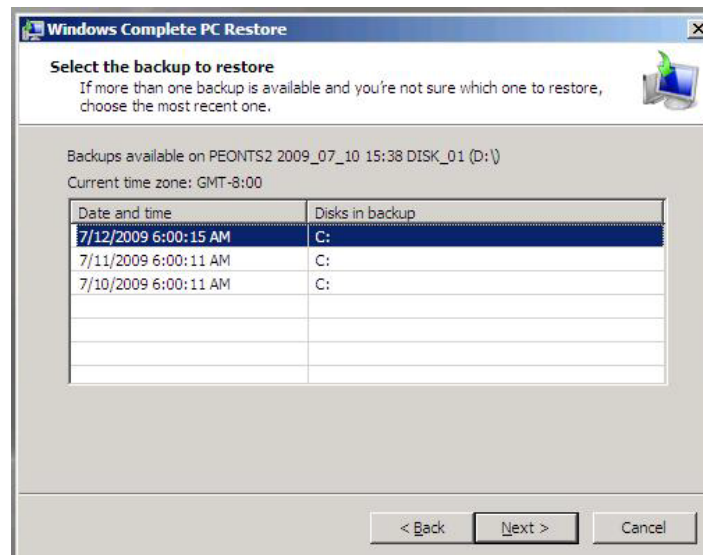 Windows Complete PC Restore
Select the backup to restore
If more than one backup is available and you're not sure which one to restore,
choose the most recent one.
Backups available on PEONTS2 2009_07_10 15:38 DISK_01 (D:\)
Current time zone: GMT-8:00
Date and time Disks in backup
7/12/2009 6:00:15 AM C:
7/11/2009 6:00:11 AM C:
7/10/2009 6:00:11 AM C:
< Back Next > Cancel